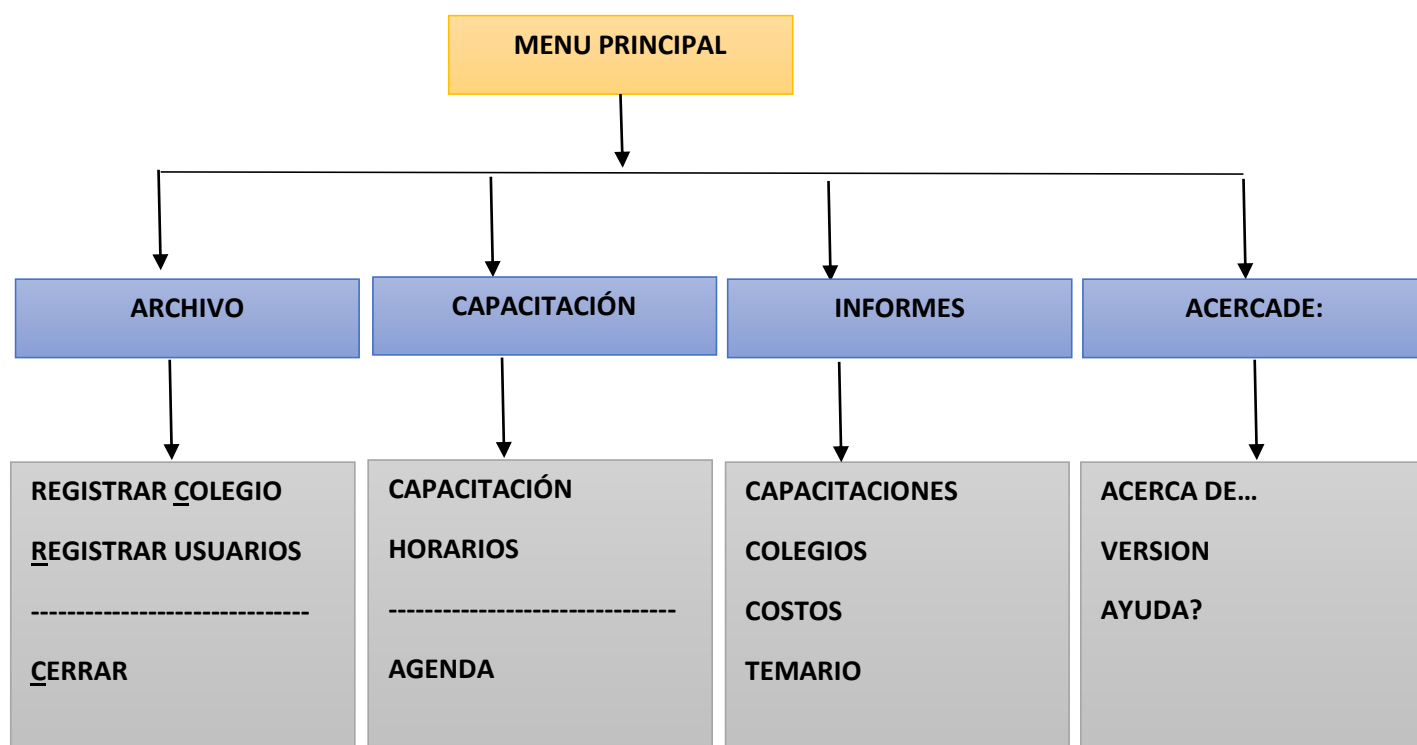 MENU PRINCIPAL
ARCHIVO
CAPACITACIÓN
INFORMES
ACERCADE:
REGISTRAR COLEGIO
REGISTRAR USUARIOS
------------------------------
CERRAR
CAPACITACIÓN
HORARIOS
-------------------------------
AGENDA
CAPACITACIONES
COLEGIOS
COSTOS
TEMARIO
ACERCA DE...
VERSION
AYUDA?